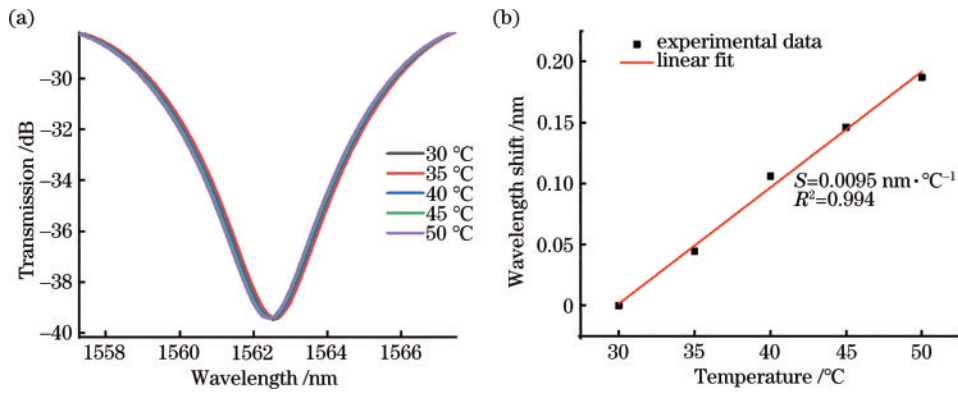 (a)
Transmission /dB
−30
−32
−34
−36
−38
−40
30 °C
35 °C
40 °C
45 °C
50 °C
1558
1560
1562
1564
1566
Wavelength /nm
(b)
Wavelength shift /nm
0.20
0.15
0.10
0.05
0
experimental data
linear fit
S=0.0095 nm·°C⁻¹
R²=0.994
30
35
40
45
50
Temperature /°C